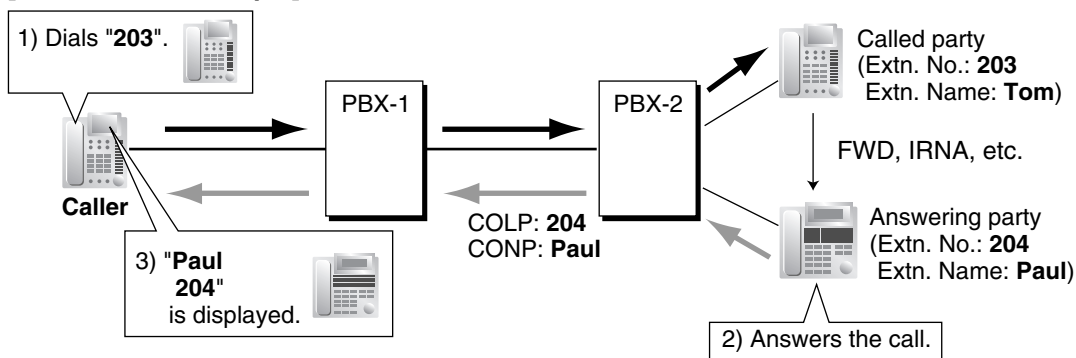 1) Dials "203".
Caller
PBX-1
PBX-2
Called party
(Extn. No.: 203
Extn. Name: Tom)
FWD, IRNA, etc.
COLP: 204
CONP: Paul
Answering party
(Extn. No.: 204
Extn. Name: Paul)
3) "Paul
204"
is displayed.
2) Answers the call.